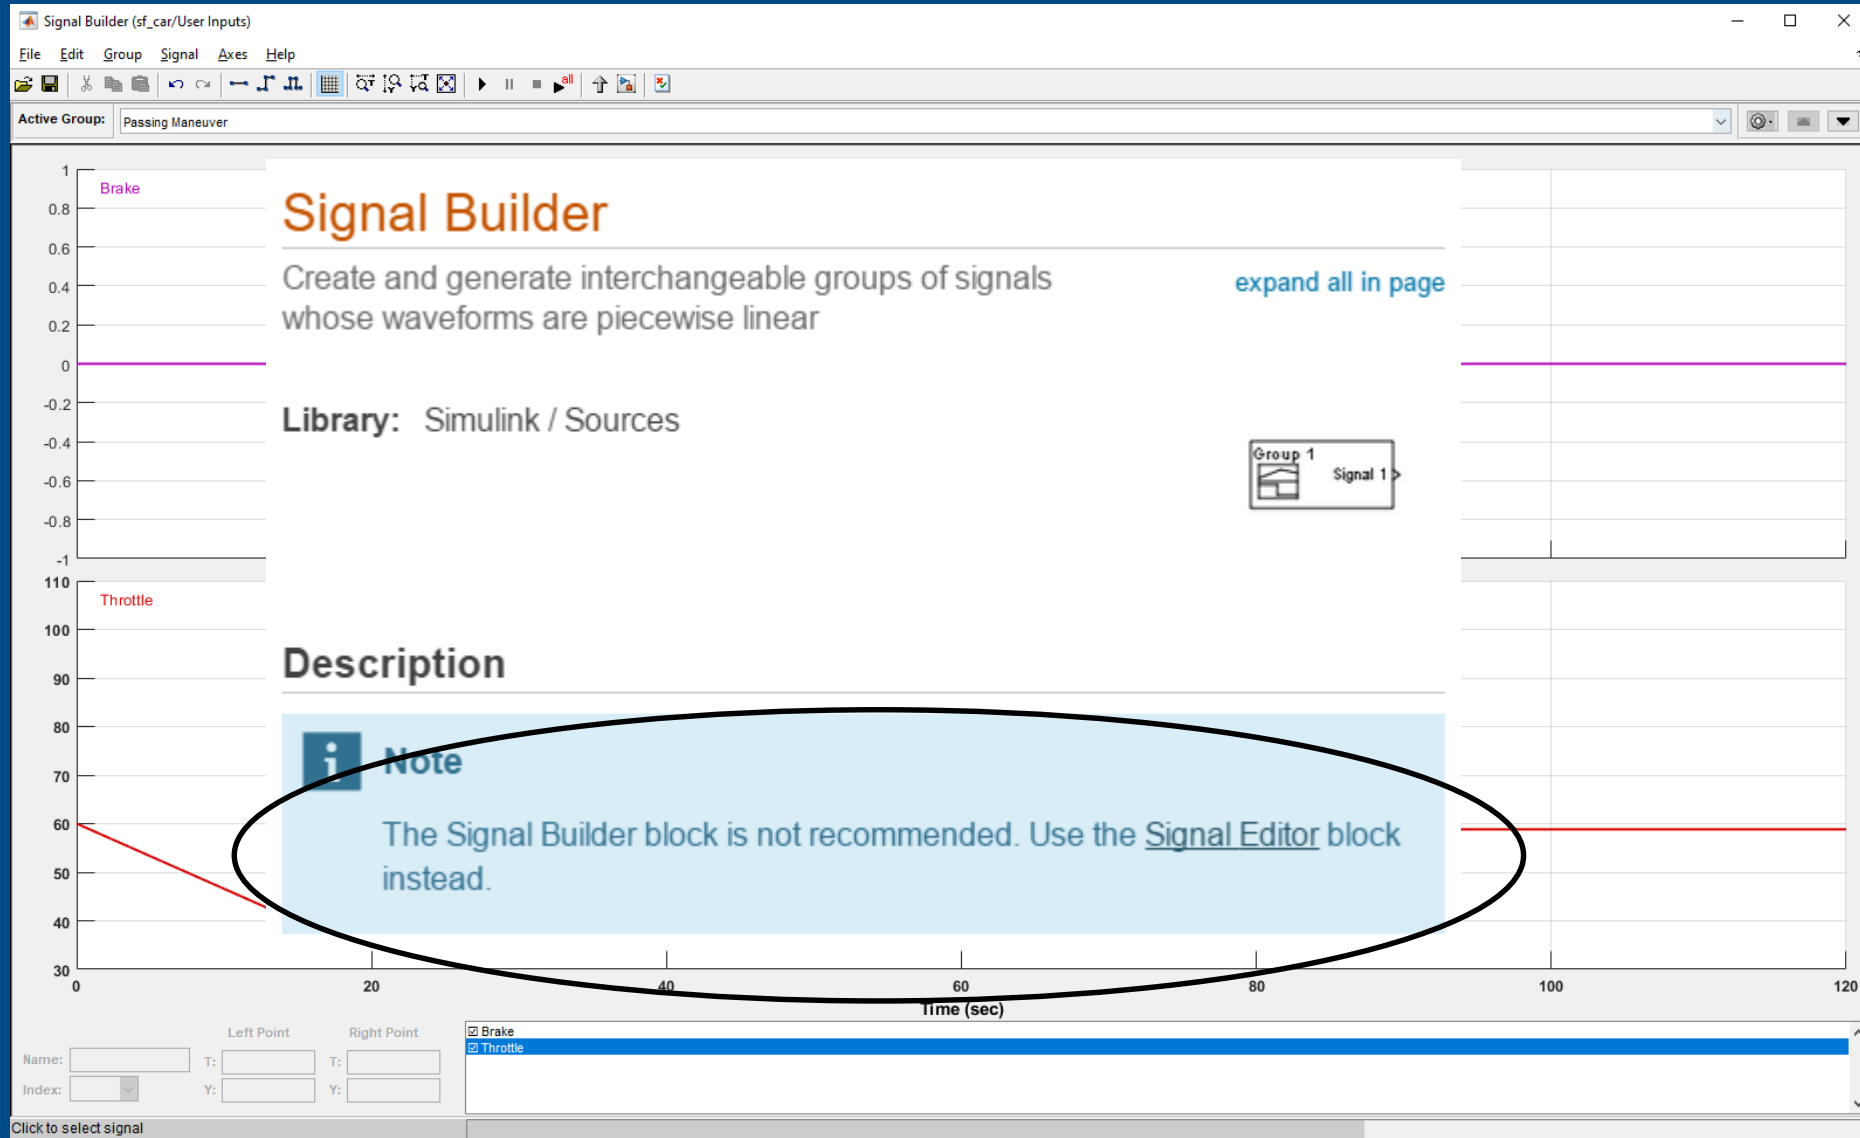 Signal Builder (sf_car/User Inputs)
File Edit Group Signal Axes Help
all
Active Group: Passing Maneuver
1
Brake
0.8
0.6
0.4
0.2
0
-0.2
-0.4
-0.6
-0.8
-1
Signal Builder
Create and generate interchangeable groups of signals
whose waveforms are piecewise linear
expand all in page
Library: Simulink / Sources
Group 1
Signal 1
Description
Note
The Signal Builder block is not recommended. Use the Signal Editor block
instead.
110
Throttle
100
90
80
70
60
50
40
30
0 20 40 60 80 100 120
Time (sec)
Left Point Right Point
Name: T: T:
Index: Y: Y:
Brake
Throttle
Click to select signal